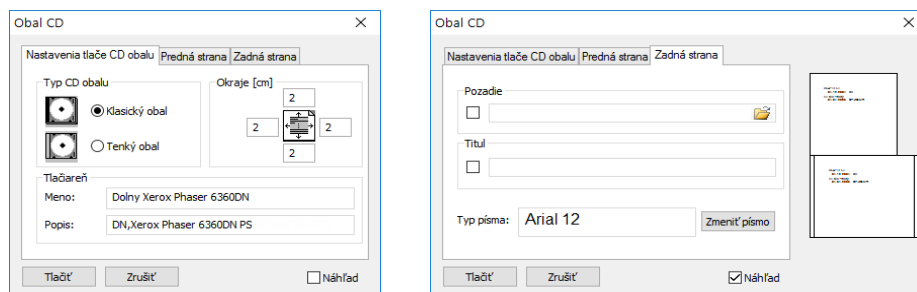 Obal CD
Nastavenia tlače CD obalu Predná strana Zadná strana
Typ CD obalu
Klasický obal
Tenký obal
Okraje [cm]
2
2 2
2
Tlačiareň
Meno: Dolny Xerox Phaser 6360DN
Popis: DN,Xerox Phaser 6360DN PS
Tlačiť Zrušiť Náhľad
Obal CD
Nastavenia tlače CD obalu Predná strana Zadná strana
Pozadie
Titul
Typ písma: Arial 12 Zmeniť písmo
Tlačiť Zrušiť Náhľad